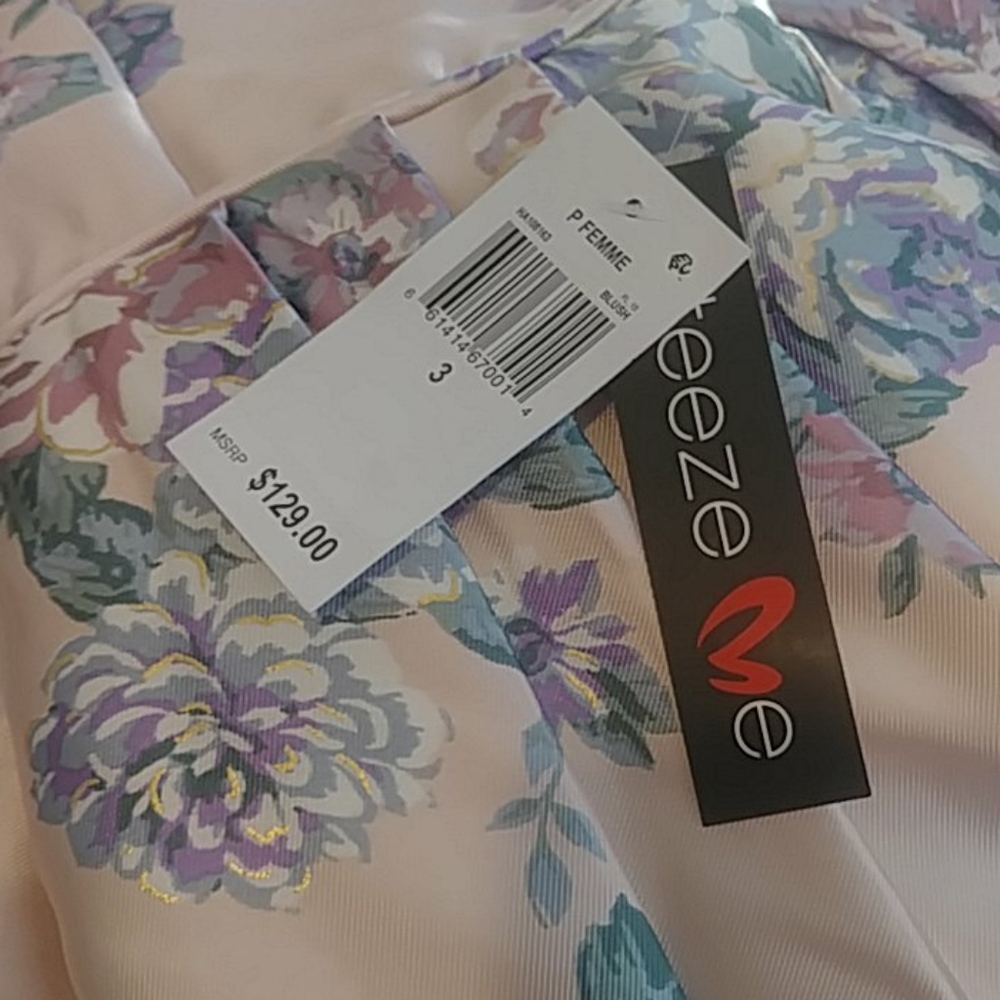 P FEMME
BLUSH
6 61414 67001 4
3
MSRP $129.00
eeze Me